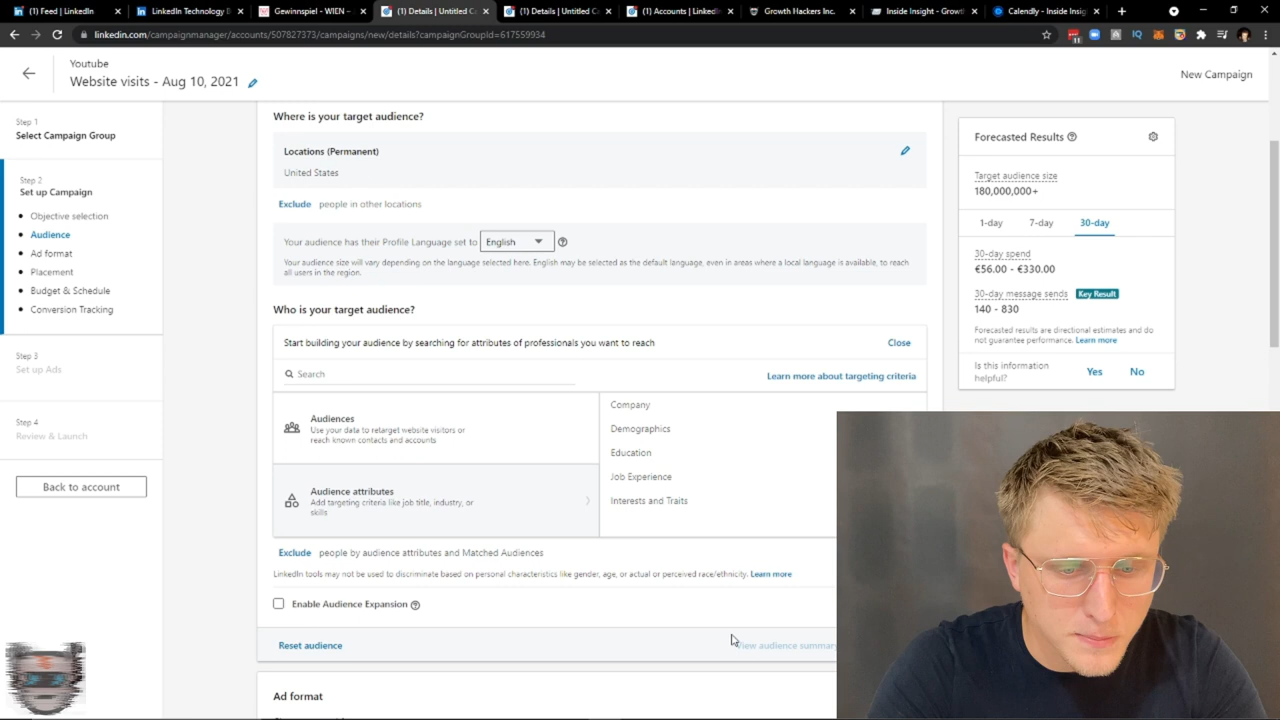 (1) Feed | LinkedIn
LinkedIn Technology
Gewinnspiel - WIEN -
(1) Details | Untitled C
(1) Details | Untitled C
(1) Accounts | LinkedIn
Growth Hackers Inc.
Inside Insight - Growt
Calendly - Inside Insig
linkedin.com/campaignmanager/accounts/507827373/campaigns/new/details?campaignGroupId=617559934
Youtube
Website visits - Aug 10, 2021
New Campaign
Step 1
Select Campaign Group
Step 2
Set up Campaign
Objective selection
Audience
Ad format
Placement
Budget & Schedule
Conversion Tracking
Step 3
Set up Ads
Step 4
Review & Launch
Back to account
Where is your target audience?
Locations (Permanent)
United States
Exclude people in other locations
Your audience has their Profile Language set to English
Your audience size will vary depending on the language selected here. English may be selected as the default language, even in areas where a local language is available, to reach
all users in the region.
Who is your target audience?
Start building your audience by searching for attributes of professionals you want to reach
Close
Search
Learn more about targeting criteria
Audiences
Use your data to retarget website visitors or
reach known contacts and accounts
Audience attributes
Add targeting criteria like job title, industry, or
skills
Company
Demographics
Education
Job Experience
Interests and Traits
Exclude people by audience attributes and Matched Audiences
LinkedIn tools may not be used to discriminate based on personal characteristics like gender, age, or actual or perceived race/ethnicity. Learn more
Enable Audience Expansion
Reset audience
View audience summary
Ad format
Forecasted Results
Target audience size
180,000,000+
1-day
7-day
30-day
30-day spend
€56.00 - €330.00
30-day message sends
Key Result
140 - 830
Forecasted results are directional estimates and do
not guarantee performance. Learn more
Is this information
helpful?
Yes
No